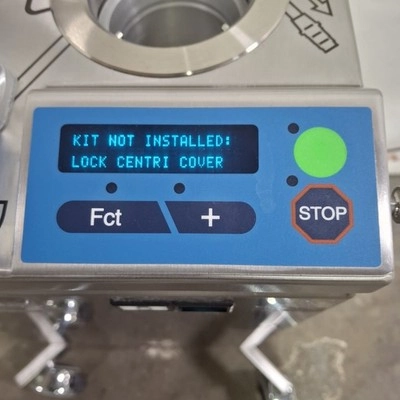 KIT NOT INSTALLED:
LOCK CENTRI COVER
Fct +
STOP